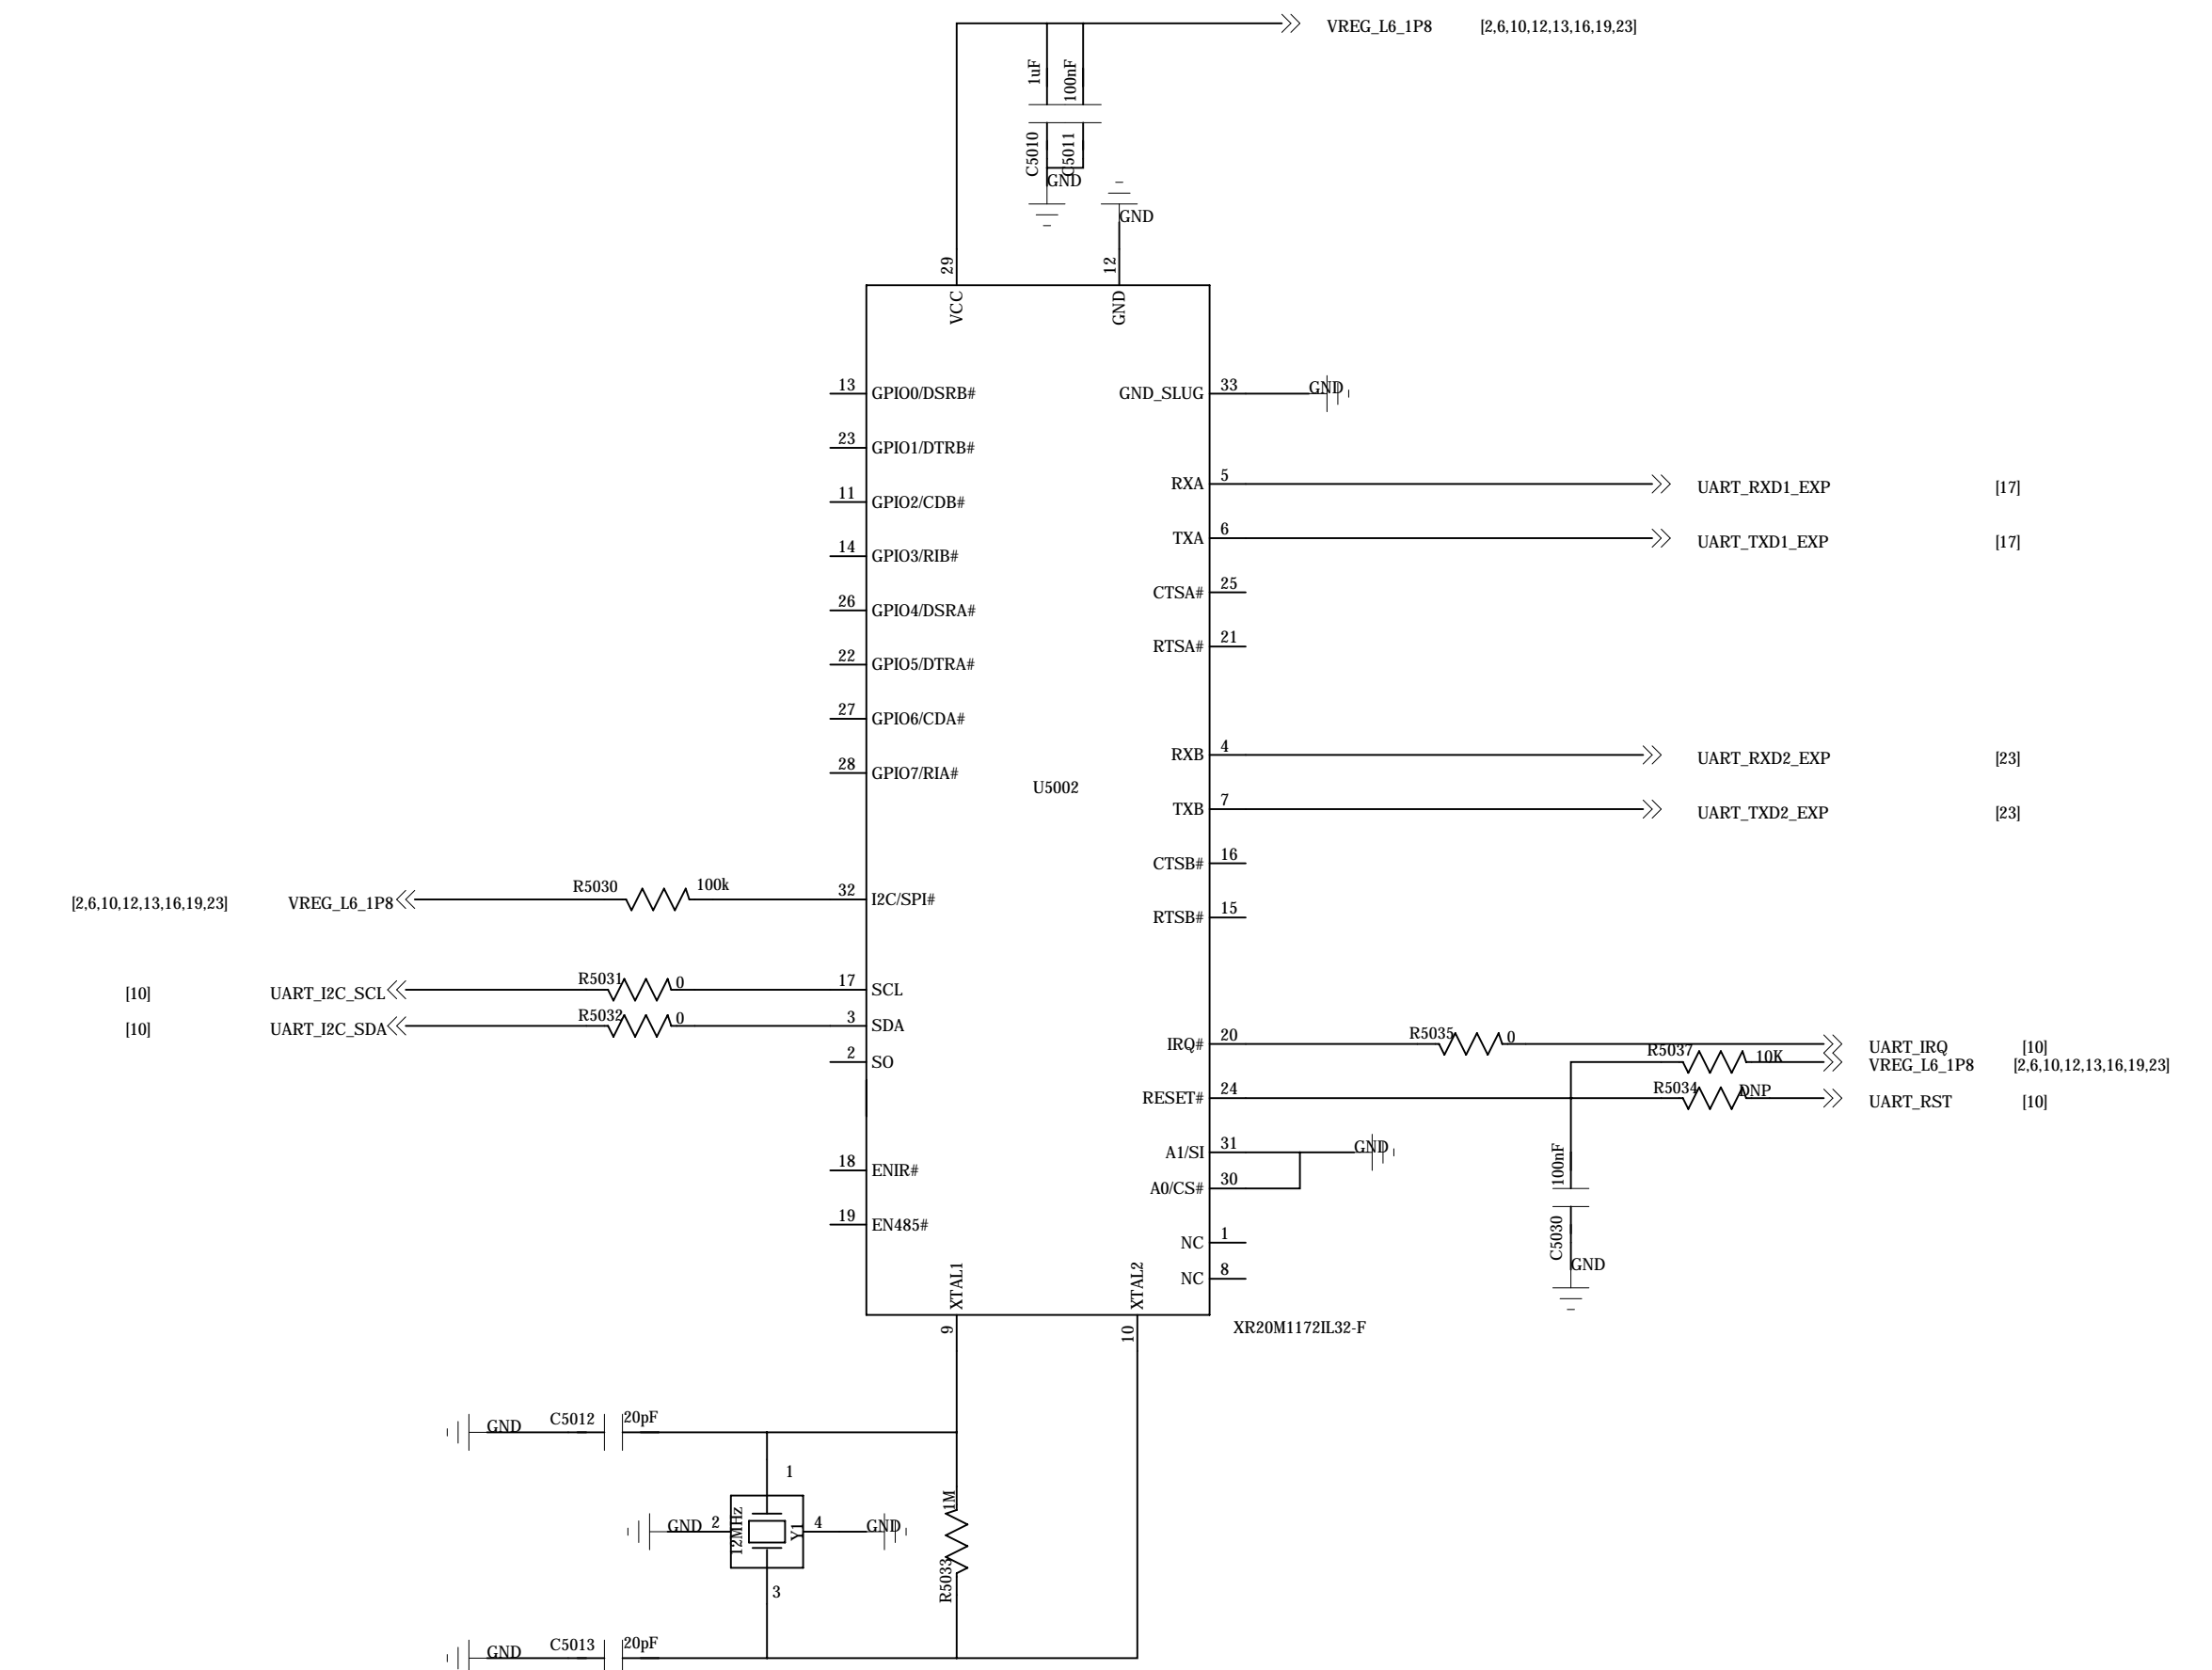 VREG_L6_1P8 [2,6,10,12,13,16,19,23]
1uF
100nF
C5010
C5011
GND
GND
29
12
VCC
GND
13 GPIO0/DSRB#
GND_SLUG 33 GND
23 GPIO1/DTRB#
RXA 5 UART_RXD1_EXP [17]
11 GPIO2/CDB#
TXA 6 UART_TXD1_EXP [17]
14 GPIO3/RIB#
CTSA# 25
26 GPIO4/DSRA#
RTSA# 21
22 GPIO5/DTRA#
27 GPIO6/CDA#
RXB 4 UART_RXD2_EXP [23]
28 GPIO7/RIA#
U5002
TXB 7 UART_TXD2_EXP [23]
CTSB# 16
[2,6,10,12,13,16,19,23] VREG_L6_1P8 R5030 100k 32 I2C/SPI#
RTSB# 15
[10] UART_I2C_SCL R5031 0 17 SCL
[10] UART_I2C_SDA R5032 0 3 SDA
IRQ# 20 R5035 0 UART_IRQ [10]
2 SO
R5037 10K VREG_L6_1P8 [2,6,10,12,13,16,19,23]
RESET# 24 R5034 DNP UART_RST [10]
A1/SI 31 GND
18 ENIR#
A0/CS# 30
100nF
C5030
GND
19 EN485#
NC 1
NC 8
XTAL1
XTAL2
9
10
XR20M1172IL32-F
GND C5012 20pF
1
GND 2 12MHz Y1 4 GND
1M
R5033
3
GND C5013 20pF